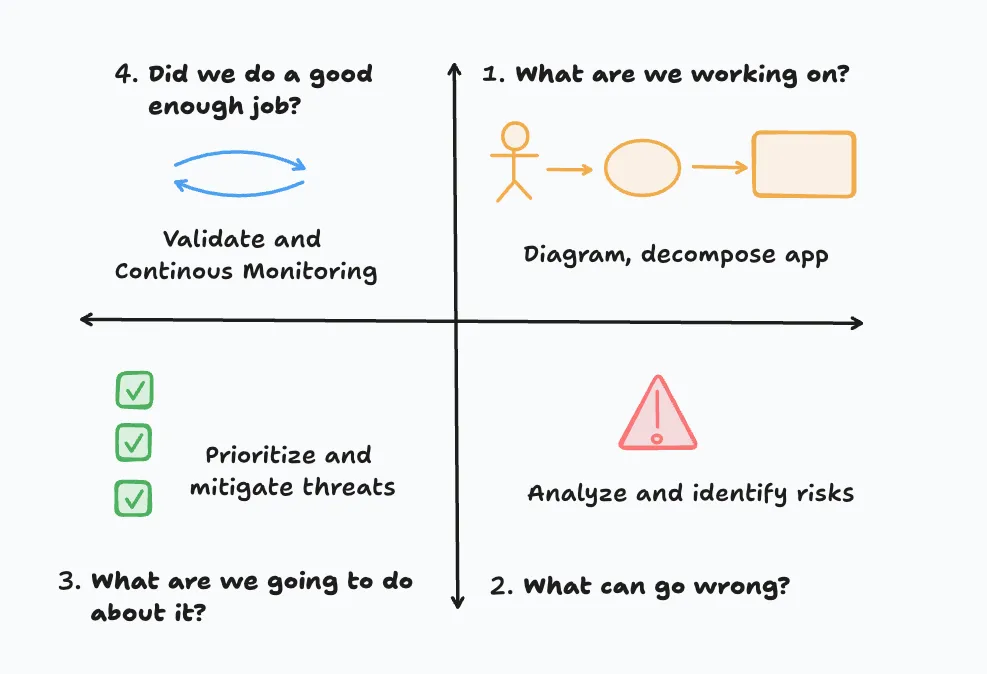 4. Did we do a good
enough job?
Validate and
Continous Monitoring
1. What are we working on?
Diagram, decompose app
Prioritize and
mitigate threats
3. What are we going to do
about it?
Analyze and identify risks
2. What can go wrong?